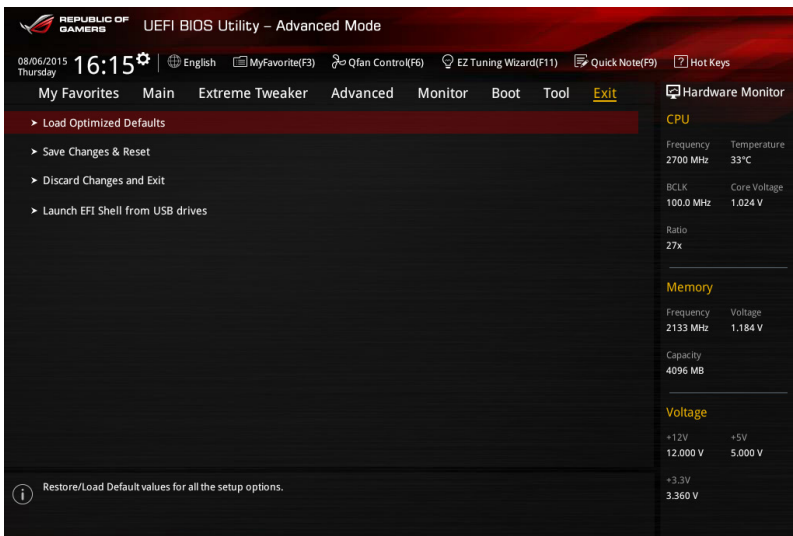 REPUBLIC OF
GAMERS
UEFI BIOS Utility – Advanced Mode
08/06/2015
Thursday
16:15
English
MyFavorite(F3)
Qfan Control(F6)
EZ Tuning Wizard(F11)
Quick Note(F9)
? Hot Keys
My Favorites Main Extreme Tweaker Advanced Monitor Boot Tool Exit
Hardware Monitor
> Load Optimized Defaults
> Save Changes & Reset
> Discard Changes and Exit
> Launch EFI Shell from USB drives
CPU
Frequency Temperature
2700 MHz 33°C
BCLK Core Voltage
100.0 MHz 1.024 V
Ratio
27x
Memory
Frequency Voltage
2133 MHz 1.184 V
Capacity
4096 MB
Voltage
+12V +5V
12.000 V 5.000 V
+3.3V
3.360 V
i Restore/Load Default values for all the setup options.